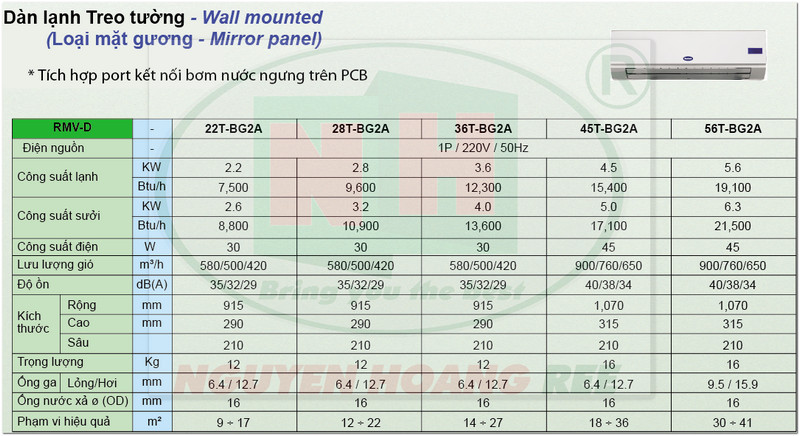 Dàn lạnh Treo tường - Wall mounted
(Loại mặt gương - Mirror panel)
* Tích hợp port kết nối bơm nước ngưng trên PCB
RMV-D - 22T-BG2A 28T-BG2A 36T-BG2A 45T-BG2A 56T-BG2A
Điện nguồn - 1P / 220V / 50Hz
Công suất lạnh KW 2.2 2.8 3.6 4.5 5.6
Btu/h 7,500 9,600 12,300 15,400 19,100
Công suất sưởi KW 2.6 3.2 4.0 5.0 6.3
Btu/h 8,800 10,900 13,600 17,100 21,500
Công suất điện W 30 30 30 45 45
Lưu lượng gió m³/h 580/500/420 580/500/420 580/500/420 900/760/650 900/760/650
Độ ồn dB(A) 35/32/29 35/32/29 35/32/29 40/38/34 40/38/34
Kích thước Rộng mm 915 915 915 1,070 1,070
Cao mm 290 290 290 315 315
Sâu 210 210 210 210 210
Trọng lượng Kg 12 12 12 16 16
Ống ga Lỏng/Hơi mm 6.4 / 12.7 6.4 / 12.7 6.4 / 12.7 6.4 / 12.7 9.5 / 15.9
Ống nước xả ø (OD) mm 16 16 16 16 16
Phạm vi hiệu quả m² 9 ÷ 17 12 ÷ 22 14 ÷ 27 18 ÷ 36 30 ÷ 41
NH
®
Bring You the Best
NGUYEN HOANG REE